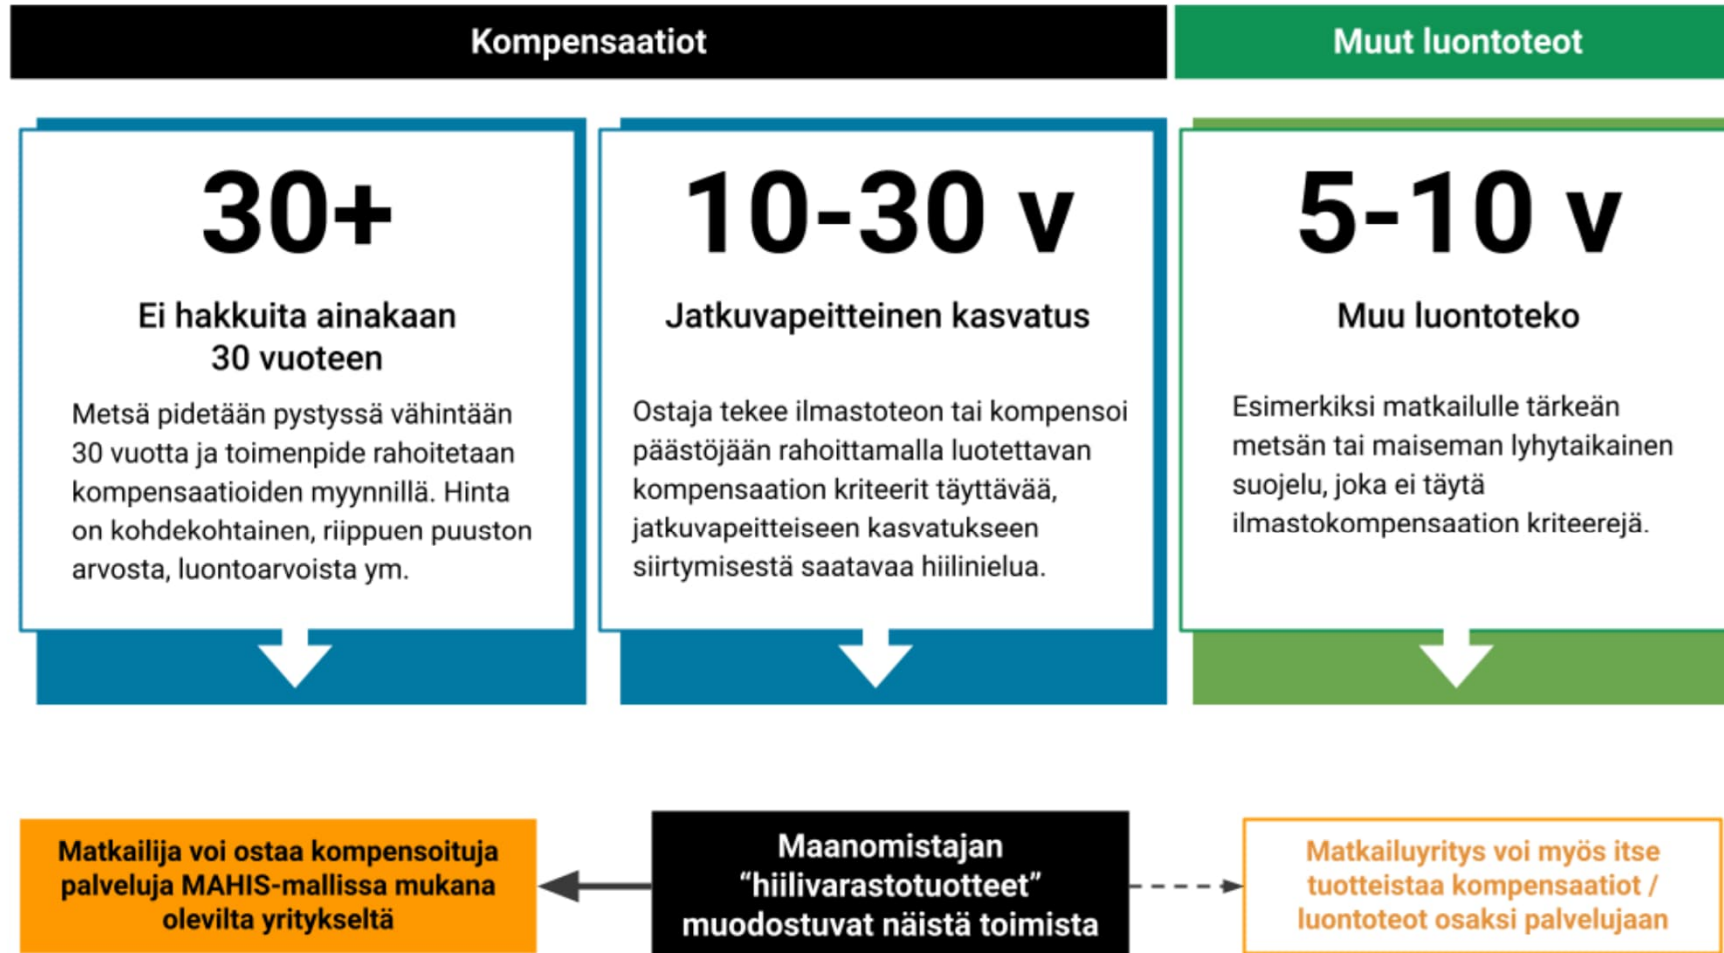 Kompensaatiot
Muut luontoteot
30+
Ei hakkuita ainakaan
30 vuoteen
Metsä pidetään pystyssä vähintään
30 vuotta ja toimenpide rahoitetaan
kompensaatioiden myynnillä. Hinta
on kohdekohtainen, riippuen puuston
arvosta, luontoarvoista ym.
10-30 v
Jatkuvapeitteinen kasvatus
Ostaja tekee ilmastoteon tai kompensoi
päästöjään rahoittamalla luotettavan
kompensaation kriteerit täyttävää,
jatkuvapeitteiseen kasvatukseen
siirtymisestä saatavaa hiilinielua.
5-10 v
Muu luontoteko
Esimerkiksi matkailulle tärkeän
metsän tai maiseman lyhytaikainen
suojelu, joka ei täytä
ilmastokompensaation kriteerejä.
Matkailija voi ostaa kompensoituja
palveluja MAHIS-mallissa mukana
olevilta yritykseltä
Maanomistajan
“hiilivarastotuotteet”
muodostuvat näistä toimista
Matkailuyritys voi myös itse
tuotteistaa kompensaatiot /
luontoteot osaksi palvelujaan